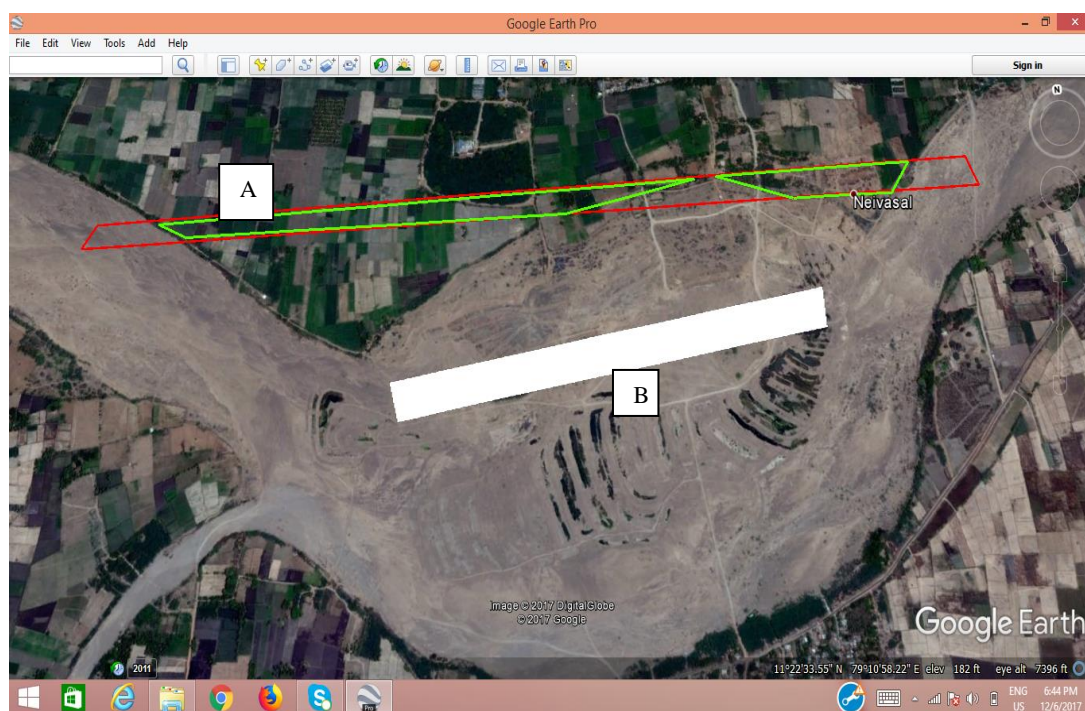 Google Earth Pro
File Edit View Tools Add Help
Sign in
N
A
Neivasal
B
Image © 2017 DigitalGlobe
© 2017 Google
Google Earth
2011
11°22'33.55" N 79°10'58.22" E elev 182 ft eye alt 7396 ft
Pro
ENG 6:44 PM
US 12/6/2017